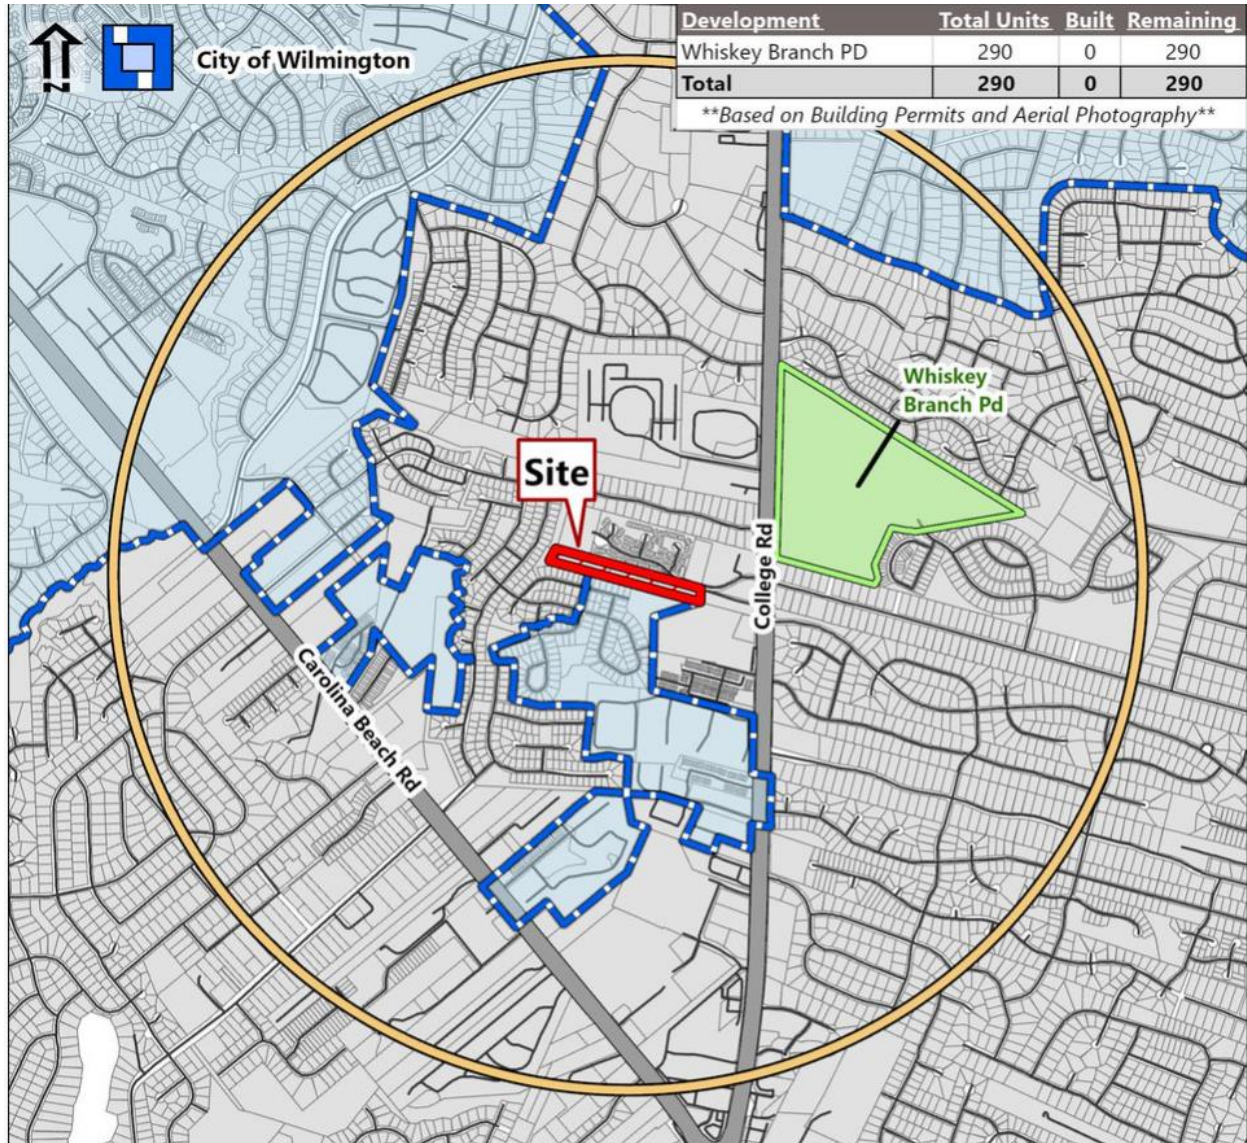 N
City of Wilmington
Development Total Units Built Remaining
Whiskey Branch PD 290 0 290
Total 290 0 290
**Based on Building Permits and Aerial Photography**
Whiskey
Branch Pd
Site
College Rd
Carolina Beach Rd